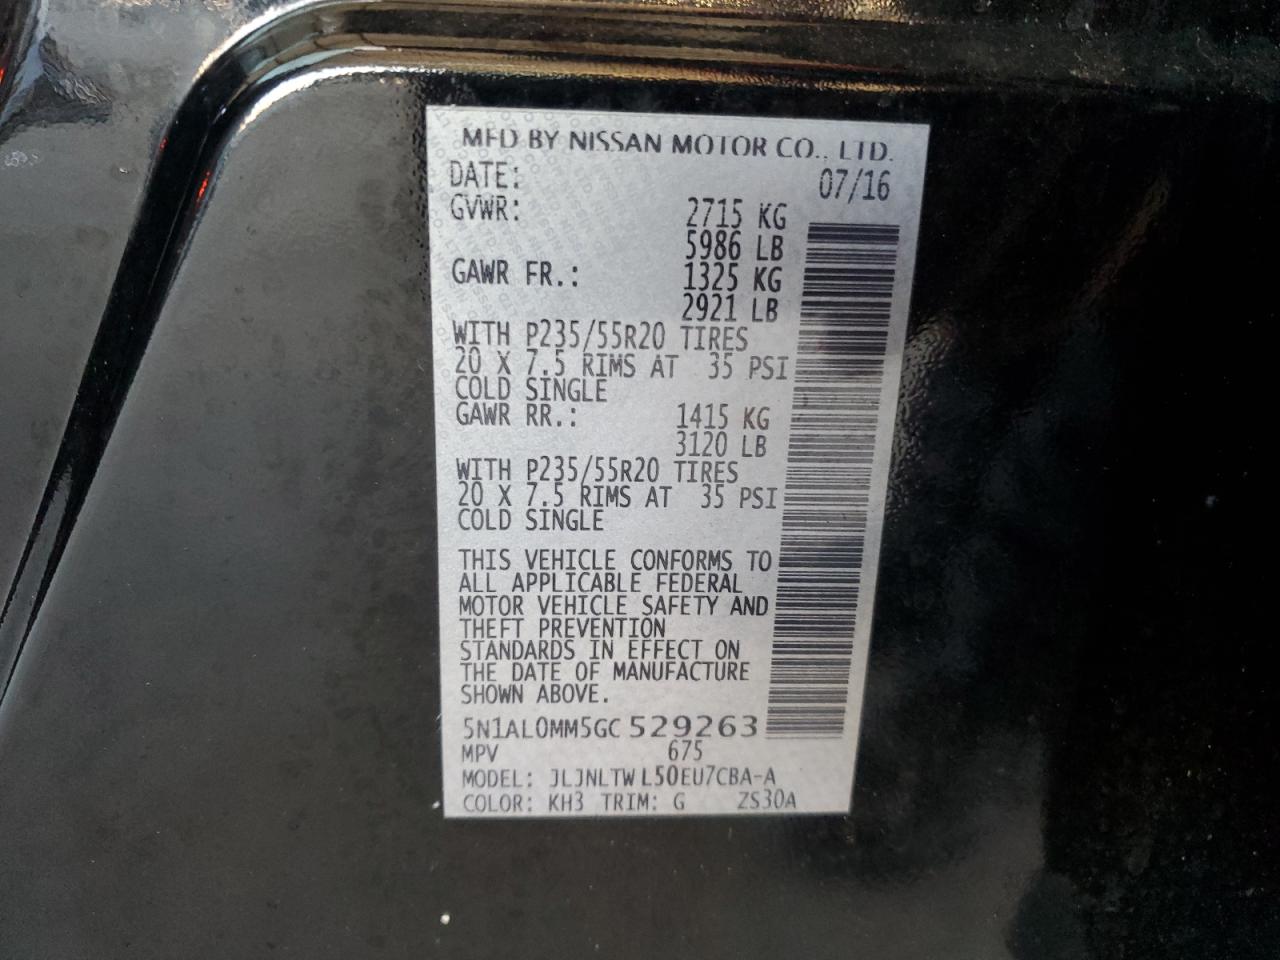 MFD BY NISSAN MOTOR CO., LTD.
DATE: 07/16
GVWR: 2715 KG
5986 LB
GAWR FR.: 1325 KG
2921 LB
WITH P235/55R20 TIRES
20 X 7.5 RIMS AT 35 PSI
COLD SINGLE
GAWR RR.: 1415 KG
3120 LB
WITH P235/55R20 TIRES
20 X 7.5 RIMS AT 35 PSI
COLD SINGLE
THIS VEHICLE CONFORMS TO
ALL APPLICABLE FEDERAL
MOTOR VEHICLE SAFETY AND
THEFT PREVENTION
STANDARDS IN EFFECT ON
THE DATE OF MANUFACTURE
SHOWN ABOVE.
5N1AL0MM5GC 529263
MPV 675
MODEL: JLJNLTW L50EU7CBA-A
COLOR: KH3 TRIM: G ZS30A